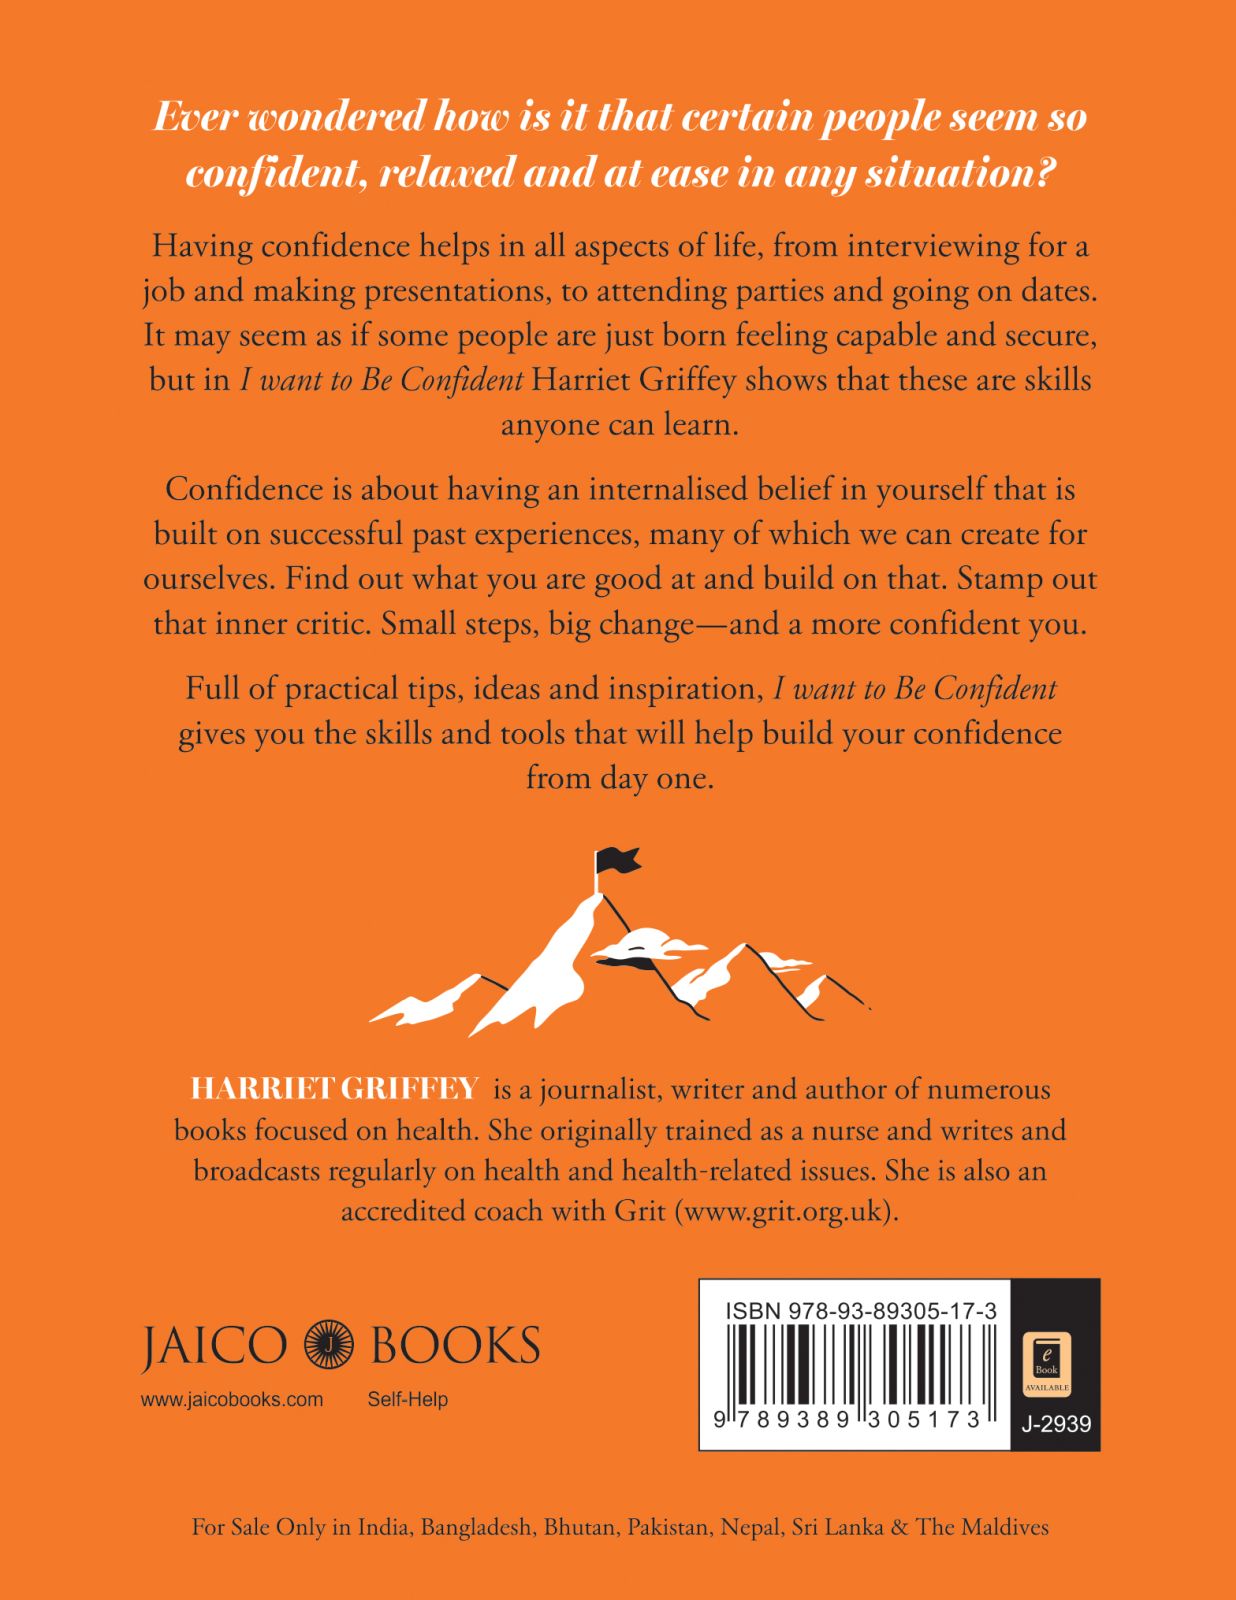 Ever wondered how is it that certain people seem so
confident, relaxed and at ease in any situation?
Having confidence helps in all aspects of life, from interviewing for a
job and making presentations, to attending parties and going on dates.
It may seem as if some people are just born feeling capable and secure,
but in I want to Be Confident Harriet Griffey shows that these are skills
anyone can learn.
Confidence is about having an internalised belief in yourself that is
built on successful past experiences, many of which we can create for
ourselves. Find out what you are good at and build on that. Stamp out
that inner critic. Small steps, big change—and a more confident you.
Full of practical tips, ideas and inspiration, I want to Be Confident
gives you the skills and tools that will help build your confidence
from day one.
HARRIET GRIFFEY is a journalist, writer and author of numerous
books focused on health. She originally trained as a nurse and writes and
broadcasts regularly on health and health-related issues. She is also an
accredited coach with Grit (www.grit.org.uk).
JAICO J BOOKS
www.jaicobooks.com Self-Help
ISBN 978-93-89305-17-3
9 789389 305173
e
Book
AVAILABLE
J-2939
For Sale Only in India, Bangladesh, Bhutan, Pakistan, Nepal, Sri Lanka & The Maldives